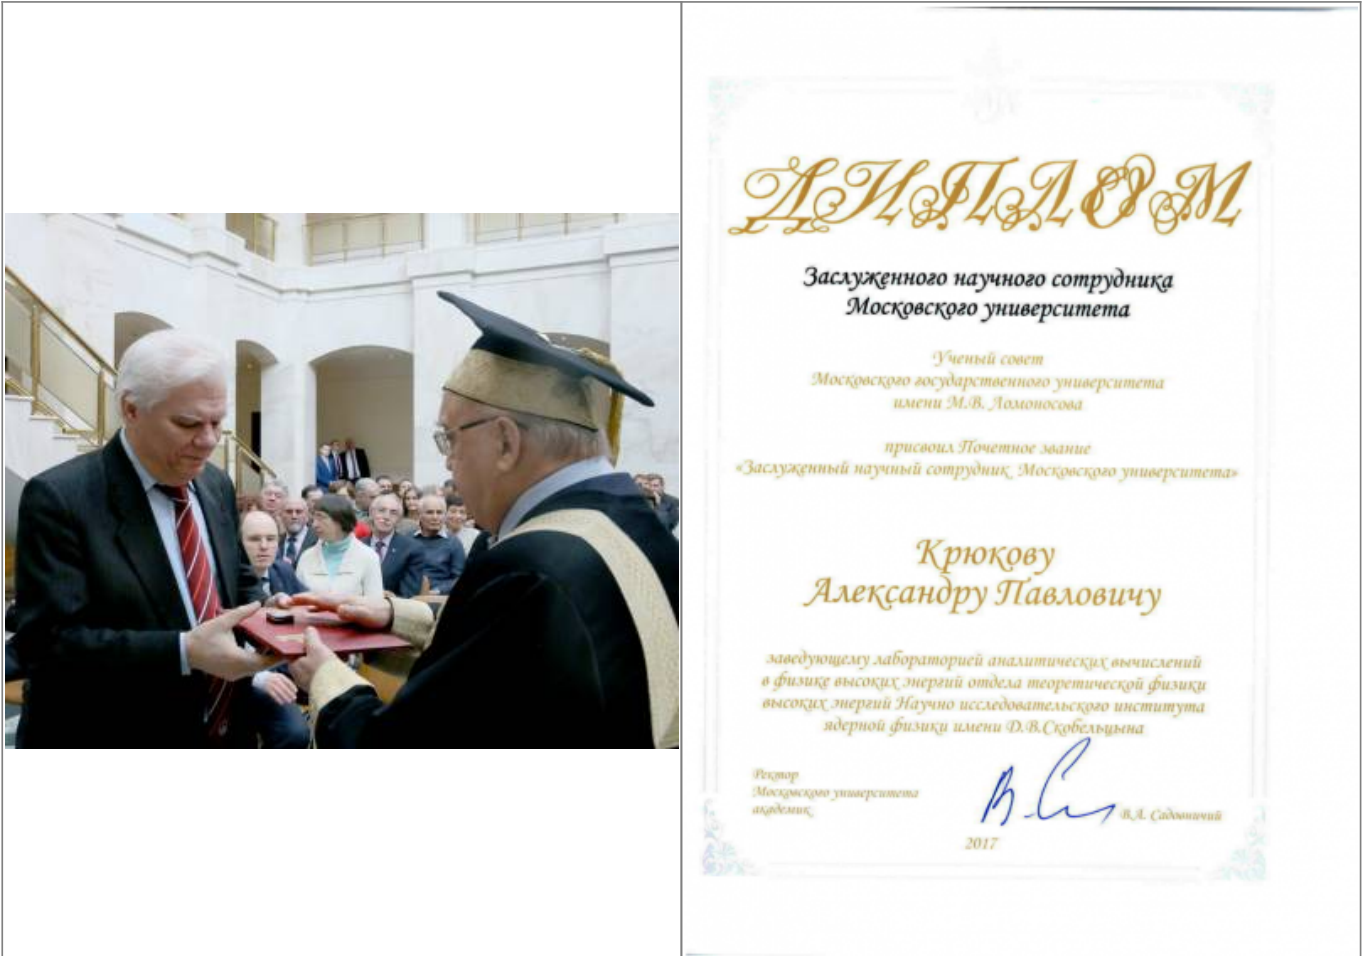 ДИПЛОМ
Заслуженного научного сотрудника
Московского университета
Ученый совет
Московского государственного университета
имени М.В. Ломоносова
присвоил Почетное звание
«Заслуженный научный сотрудник Московского университета»
Крюкову
Александру Павловичу
заведующему лабораторией аналитических вычислений
в физике высоких энергий отдела теоретической физики
высоких энергий Научно исследовательского института
ядерной физики имени Д.В.Скобельцына
Ректор
Московского университета
академик
В.А. Садовничий
2017